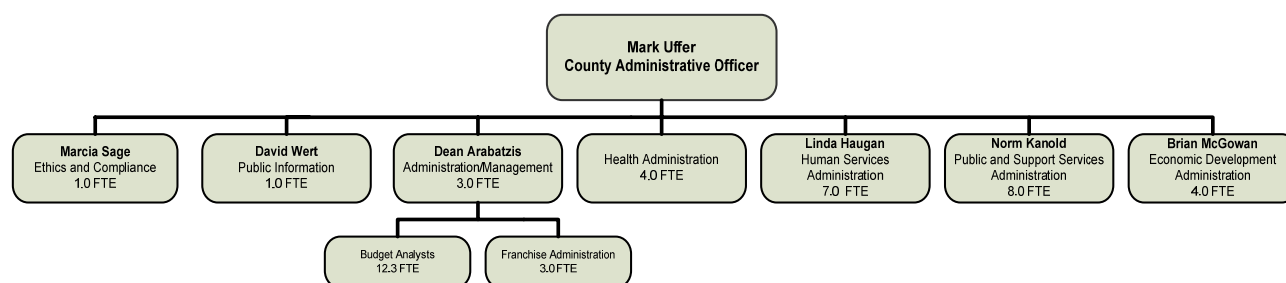 Mark Uffer
County Administrative Officer
Marcia Sage
Ethics and Compliance
1.0 FTE
David Wert
Public Information
1.0 FTE
Dean Arabatzis
Administration/Management
3.0 FTE
Health Administration
4.0 FTE
Linda Haugan
Human Services
Administration
7.0 FTE
Norm Kanold
Public and Support Services
Administration
8.0 FTE
Brian McGowan
Economic Development
Administration
4.0 FTE
Budget Analysts
12.3 FTE
Franchise Administration
3.0 FTE